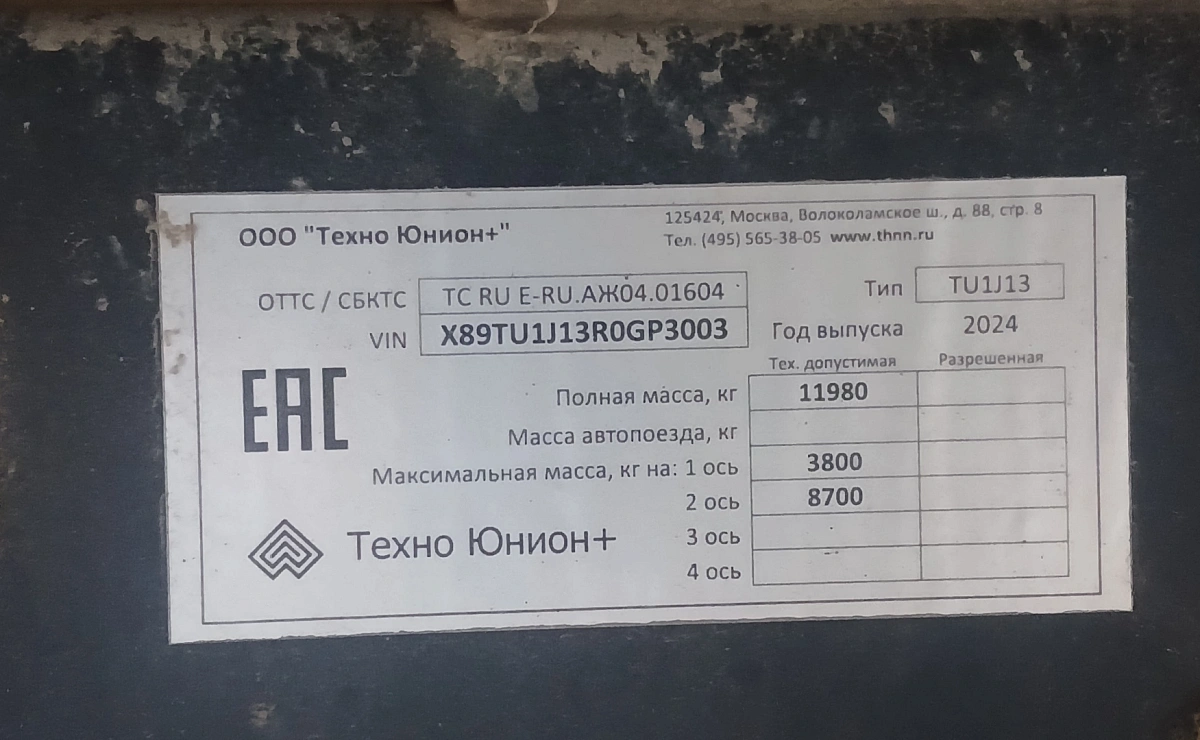 ООО "Техно Юнион+"
125424, Москва, Волоколамское ш., д. 88, стр. 8
Тел. (495) 565-38-05 www.thnn.ru
ОТТС / СБКТС TC RU E-RU.АЖ04.01604
Тип TU1J13
VIN X89TU1J13R0GP3003
Год выпуска 2024
Тех. допустимая Разрешенная
EAC
Полная масса, кг 11980
Масса автопоезда, кг
Максимальная масса, кг на: 1 ось 3800
2 ось 8700
Техно Юнион+
3 ось
4 ось